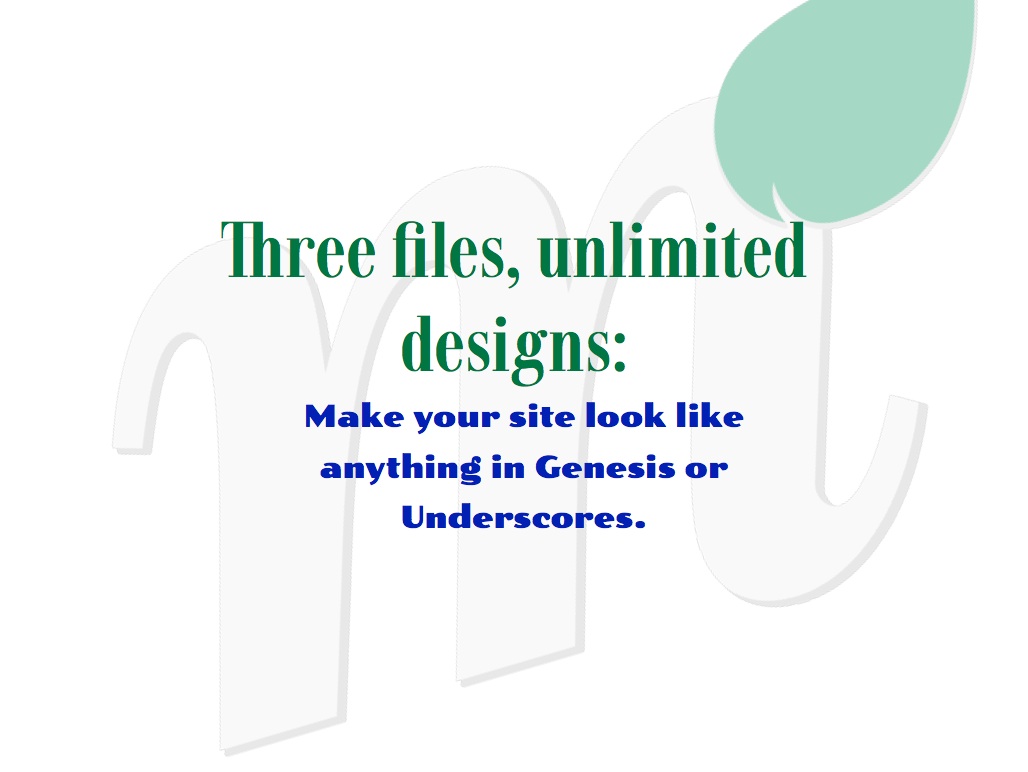 Three files, unlimited
designs:
Make your site look like
anything in Genesis or
Underscores.